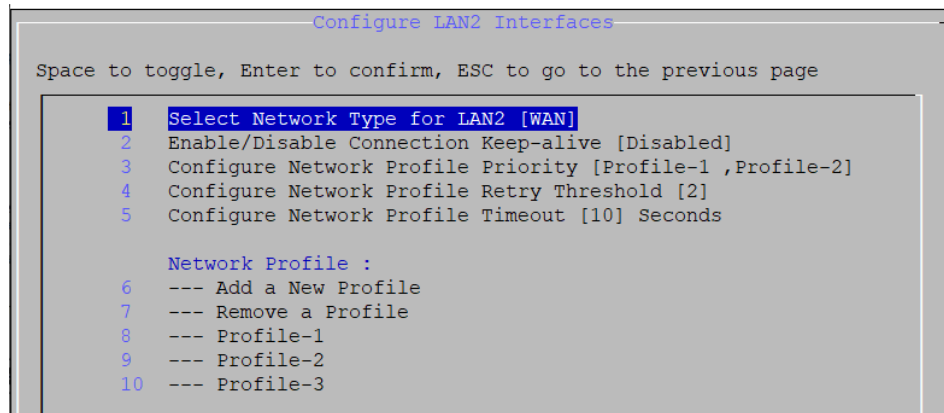 Configure LAN2 Interfaces
Space to toggle, Enter to confirm, ESC to go to the previous page
1 Select Network Type for LAN2 [WAN]
2 Enable/Disable Connection Keep-alive [Disabled]
3 Configure Network Profile Priority [Profile-1 ,Profile-2]
4 Configure Network Profile Retry Threshold [2]
5 Configure Network Profile Timeout [10] Seconds
Network Profile :
6 --- Add a New Profile
7 --- Remove a Profile
8 --- Profile-1
9 --- Profile-2
10 --- Profile-3